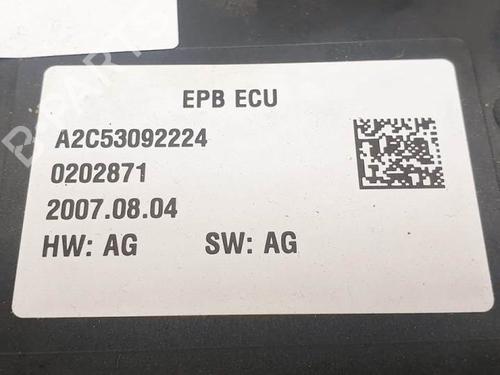 EPB ECU
A2C53092224
0202871
2007.08.04
HW: AG SW: AG